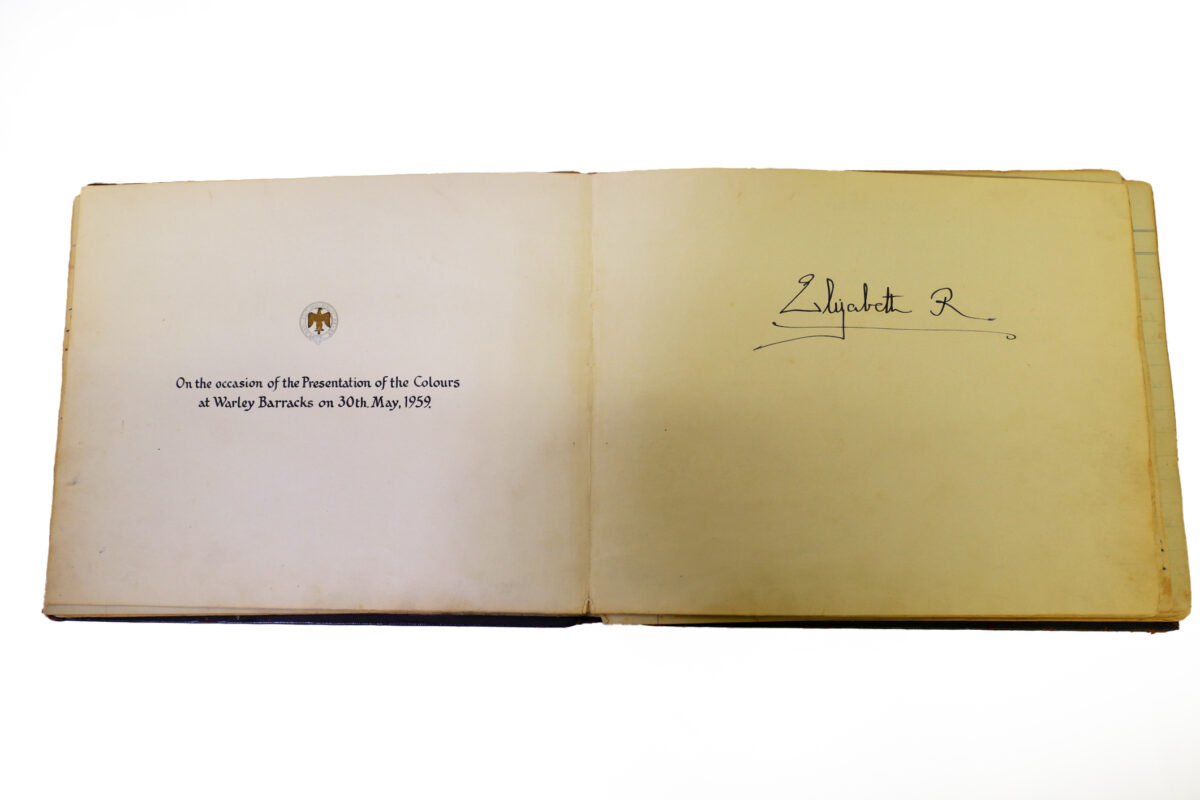 On the occasion of the Presentation of the Colours
at Warley Barracks on 30th. May, 1959.
Elizabeth R